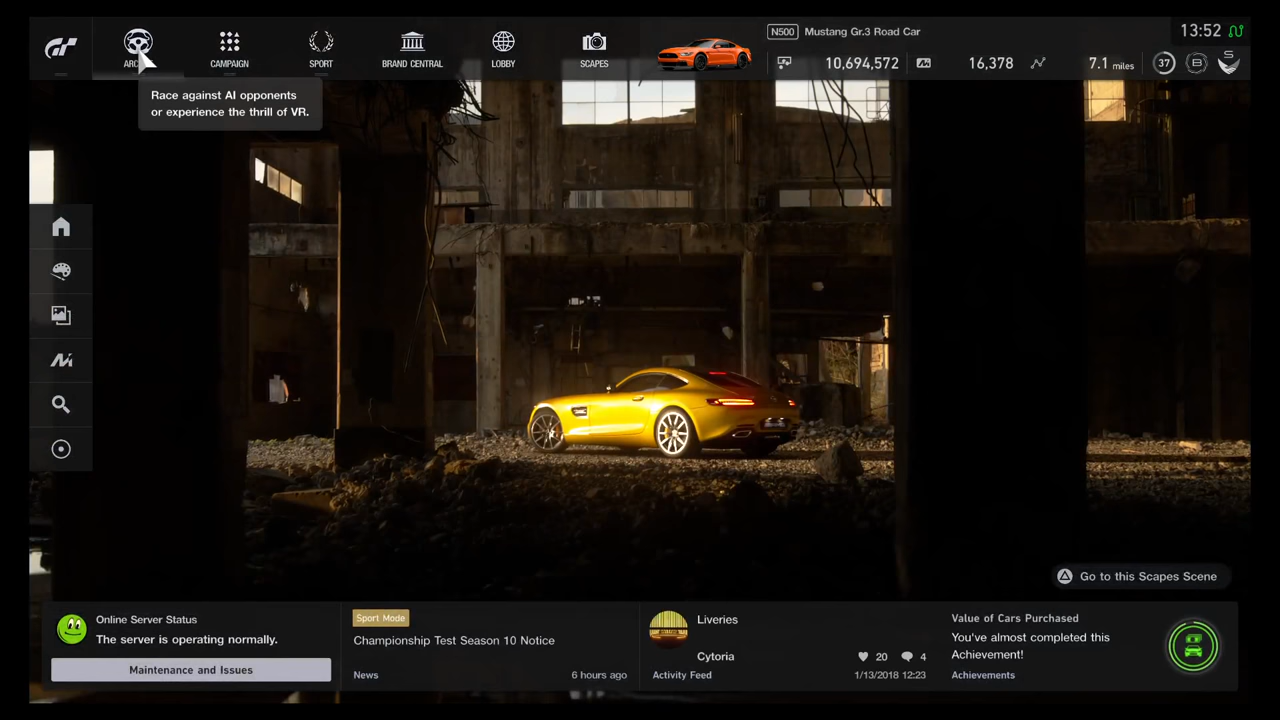 ARC
CAMPAIGN
SPORT
BRAND CENTRAL
LOBBY
SCAPES
N500 Mustang Gr.3 Road Car
10,694,572
16,378
7.1 miles
13:52
37
B
S
Race against AI opponents
or experience the thrill of VR.
Go to this Scapes Scene
Online Server Status
The server is operating normally.
Maintenance and Issues
Sport Mode
Championship Test Season 10 Notice
News
6 hours ago
Liveries
Cytoria
20
4
Activity Feed
1/13/2018 12:23
Value of Cars Purchased
You've almost completed this
Achievement!
Achievements